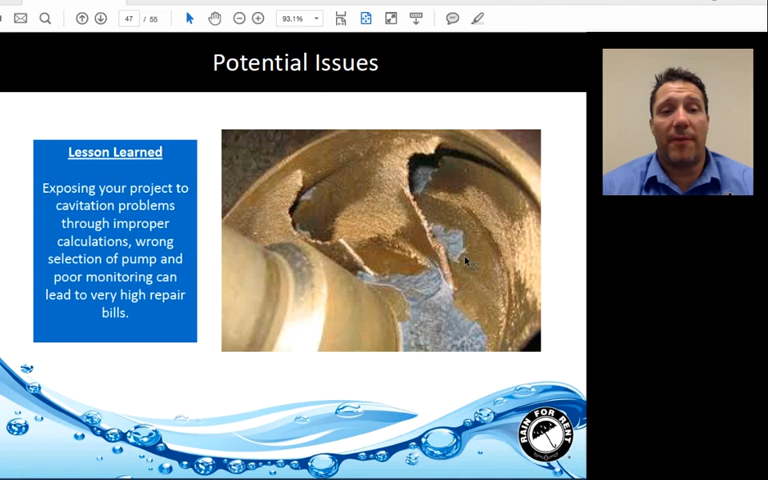 47 / 55
93.1%
Potential Issues
Lesson Learned
Exposing your project to
cavitation problems
through improper
calculations, wrong
selection of pump and
poor monitoring can
lead to very high repair
bills.
RAIN FOR RENT